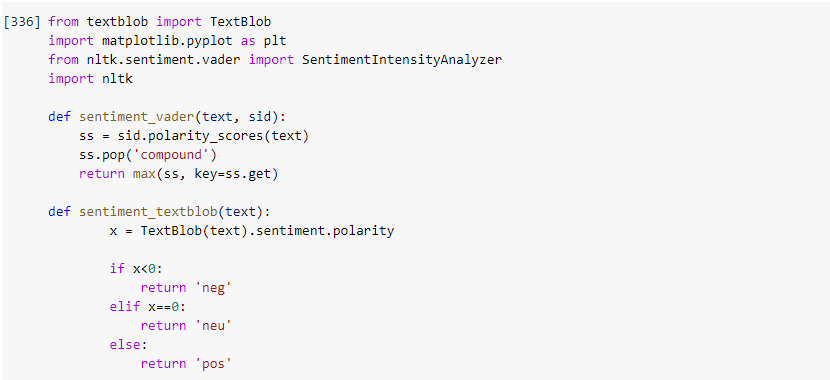 [336] from textblob import TextBlob
import matplotlib.pyplot as plt
from nltk.sentiment.vader import SentimentIntensityAnalyzer
import nltk
def sentiment_vader(text, sid):
ss = sid.polarity_scores(text)
ss.pop('compound')
return max(ss, key=ss.get)
def sentiment_textblob(text):
x = TextBlob(text).sentiment.polarity
if x<0:
return 'neg'
elif x==0:
return 'neu'
else:
return 'pos'